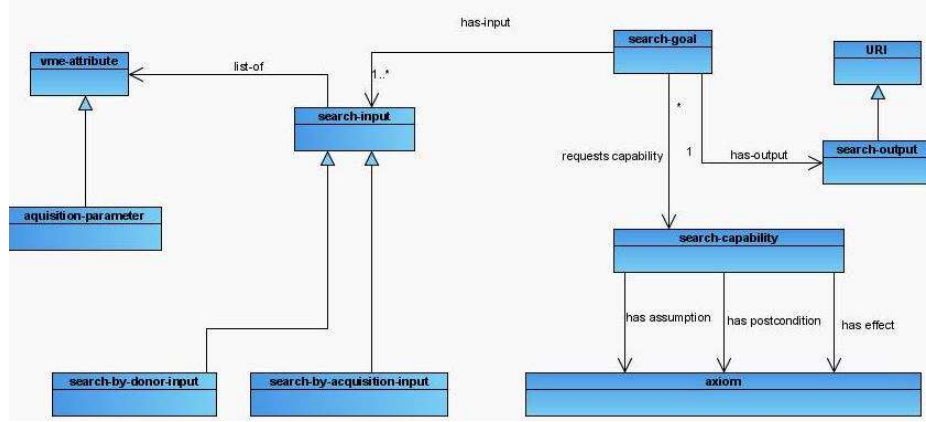 has-input
search-goal
URI
vme-attribute
list-of
1..*
search-input
*
requests capability
1
has-output
search-output
aquisition-parameter
search-capability
has assumption
has postcondition
has effect
search-by-donor-input
search-by-acquisition-input
axiom